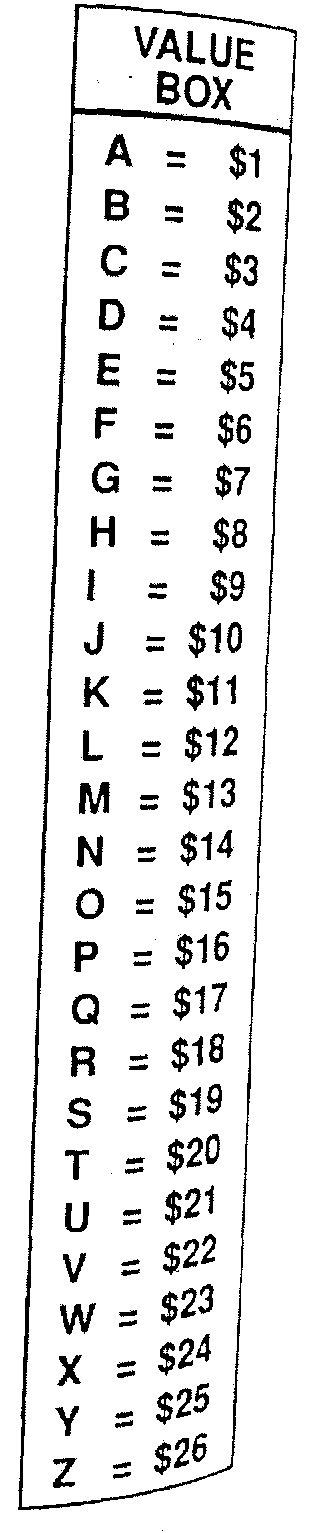 VALUE
BOX
A = $1
B = $2
C = $3
D = $4
E = $5
F = $6
G = $7
H = $8
I = $9
J = $10
K = $11
L = $12
M = $13
N = $14
O = $15
P = $16
Q = $17
R = $18
S = $19
T = $20
U = $21
V = $22
W = $23
X = $24
Y = $25
Z = $26